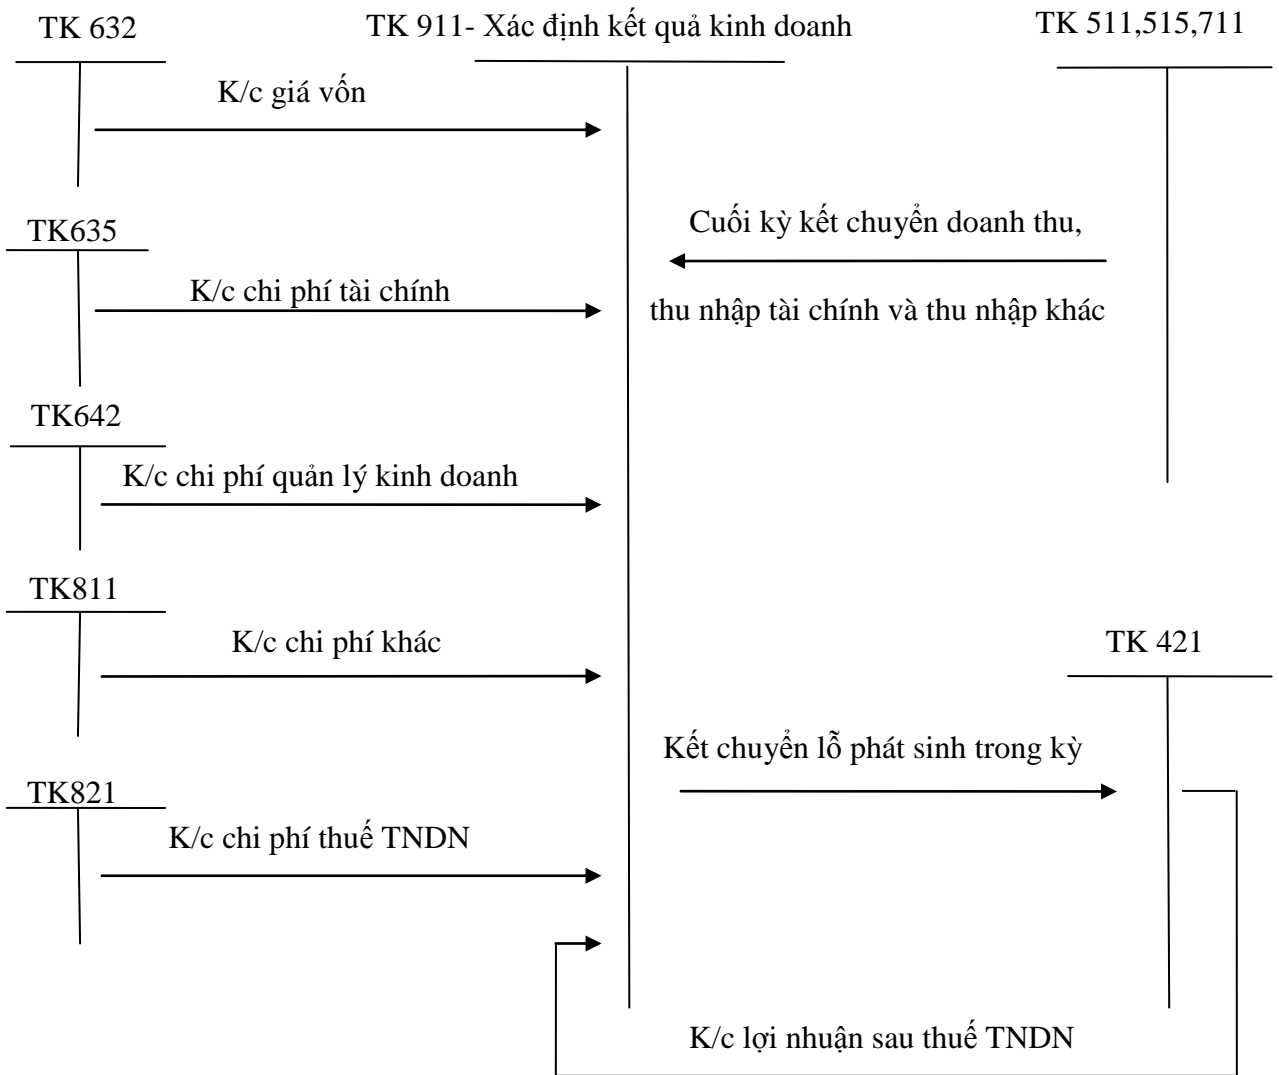 TK 632
TK 911- Xác định kết quả kinh doanh
TK 511,515,711
K/c giá vốn
TK635
Cuối kỳ kết chuyển doanh thu,
K/c chi phí tài chính
thu nhập tài chính và thu nhập khác
TK642
K/c chi phí quản lý kinh doanh
TK811
K/c chi phí khác
TK 421
Kết chuyển lỗ phát sinh trong kỳ
TK821
K/c chi phí thuế TNDN
K/c lợi nhuận sau thuế TNDN